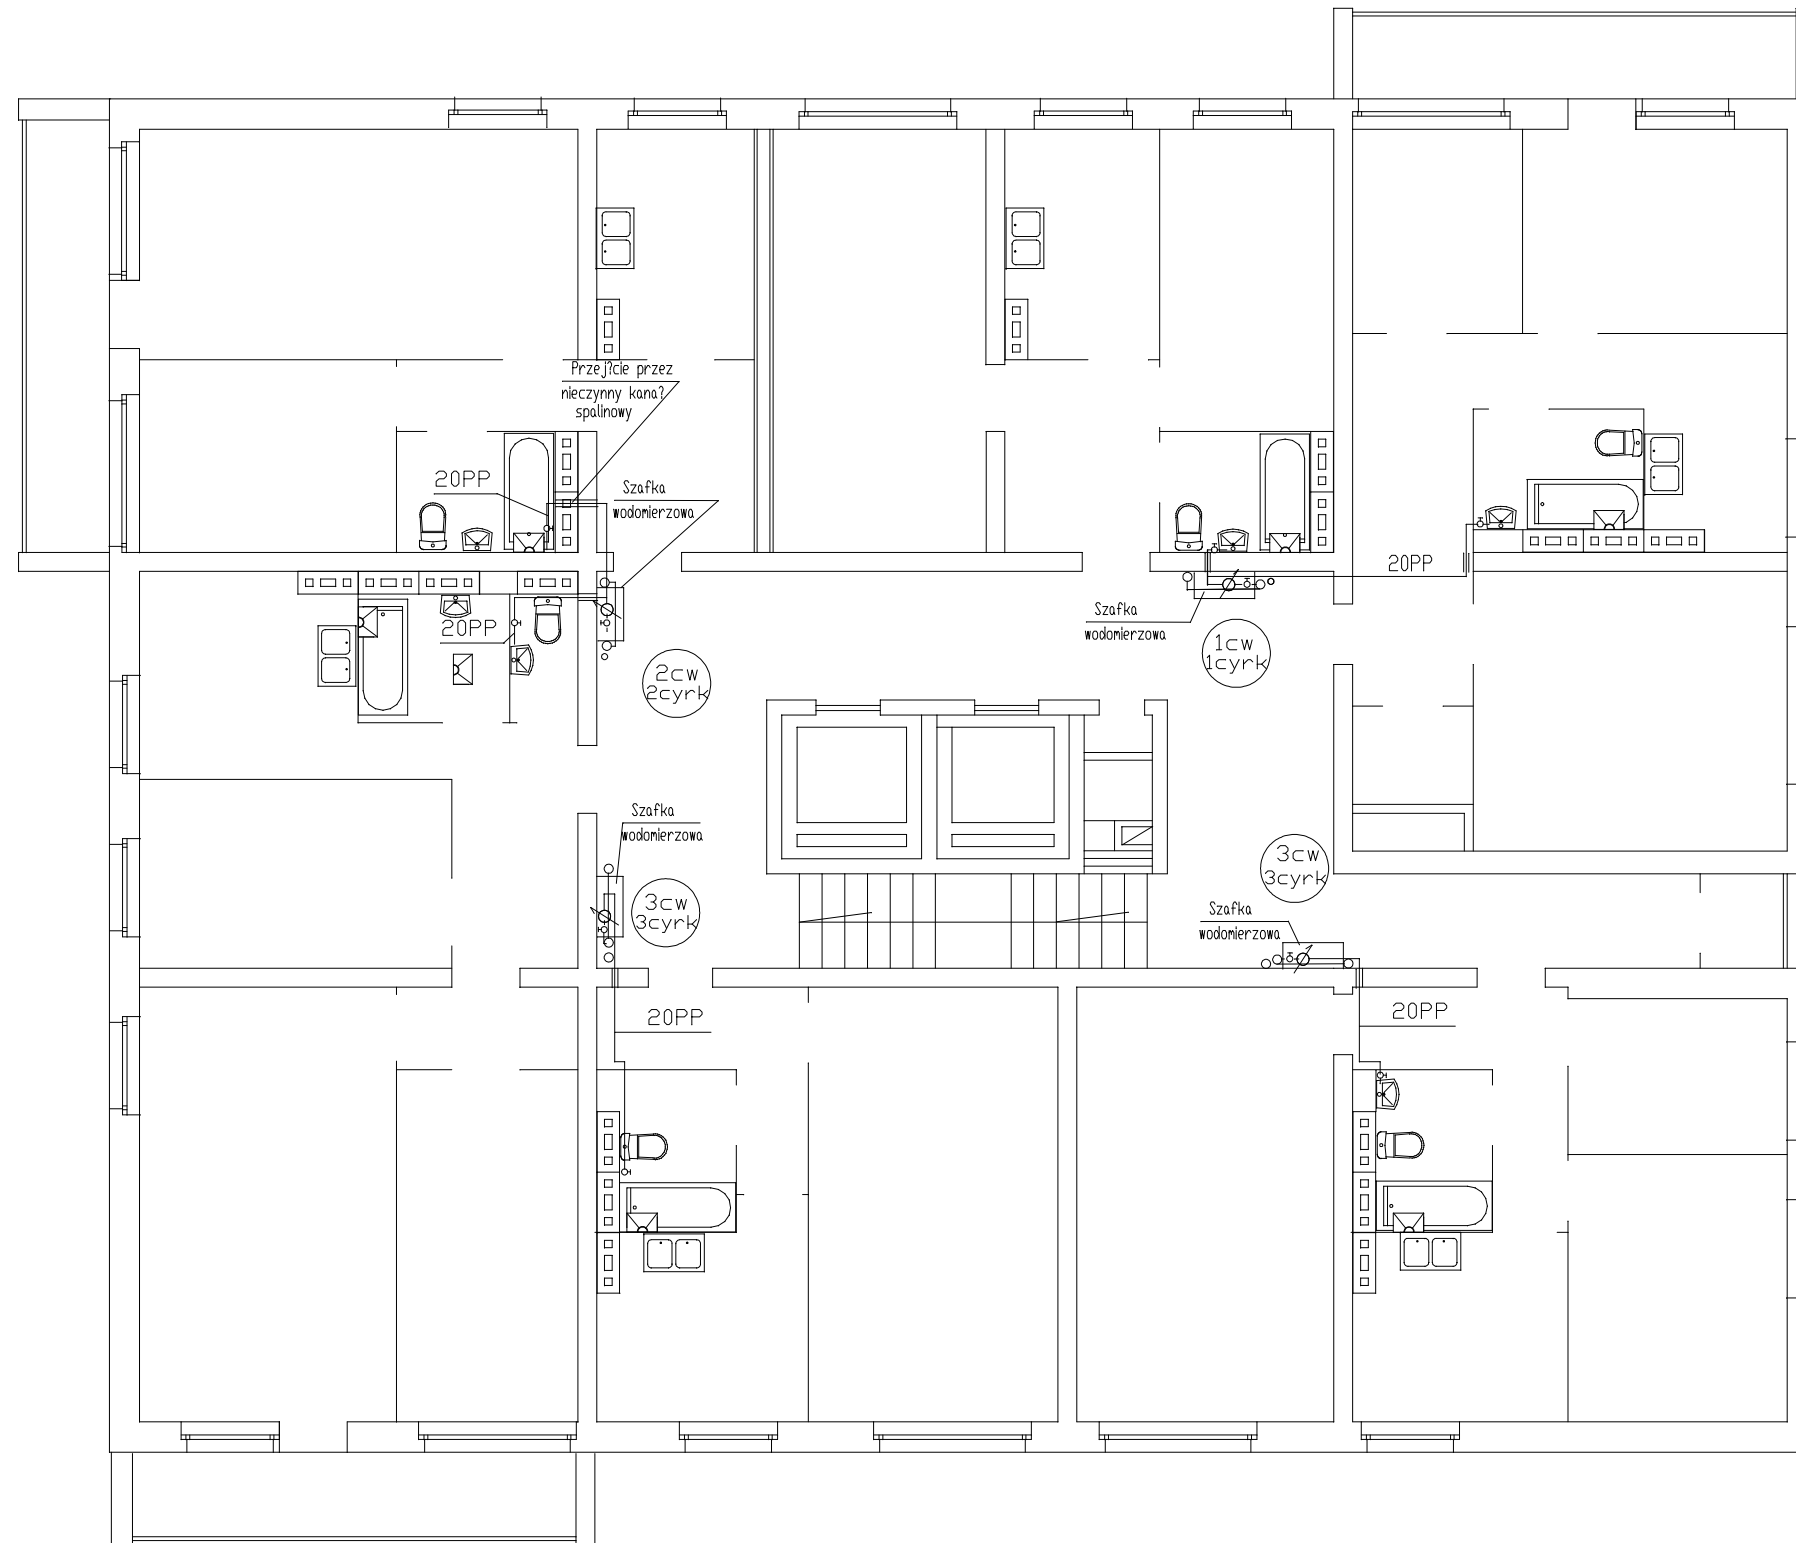 Przej?cie przez
nieczynny kana?
spalinowy
20PP
Szafka
wodomierzowa
20PP
2cw
2cyrk
20PP
Szafka
wodomierzowa
1cw
1cyrk
Szafka
wodomierzowa
3cw
3cyrk
3cw
3cyrk
Szafka
wodomierzowa
20PP
20PP